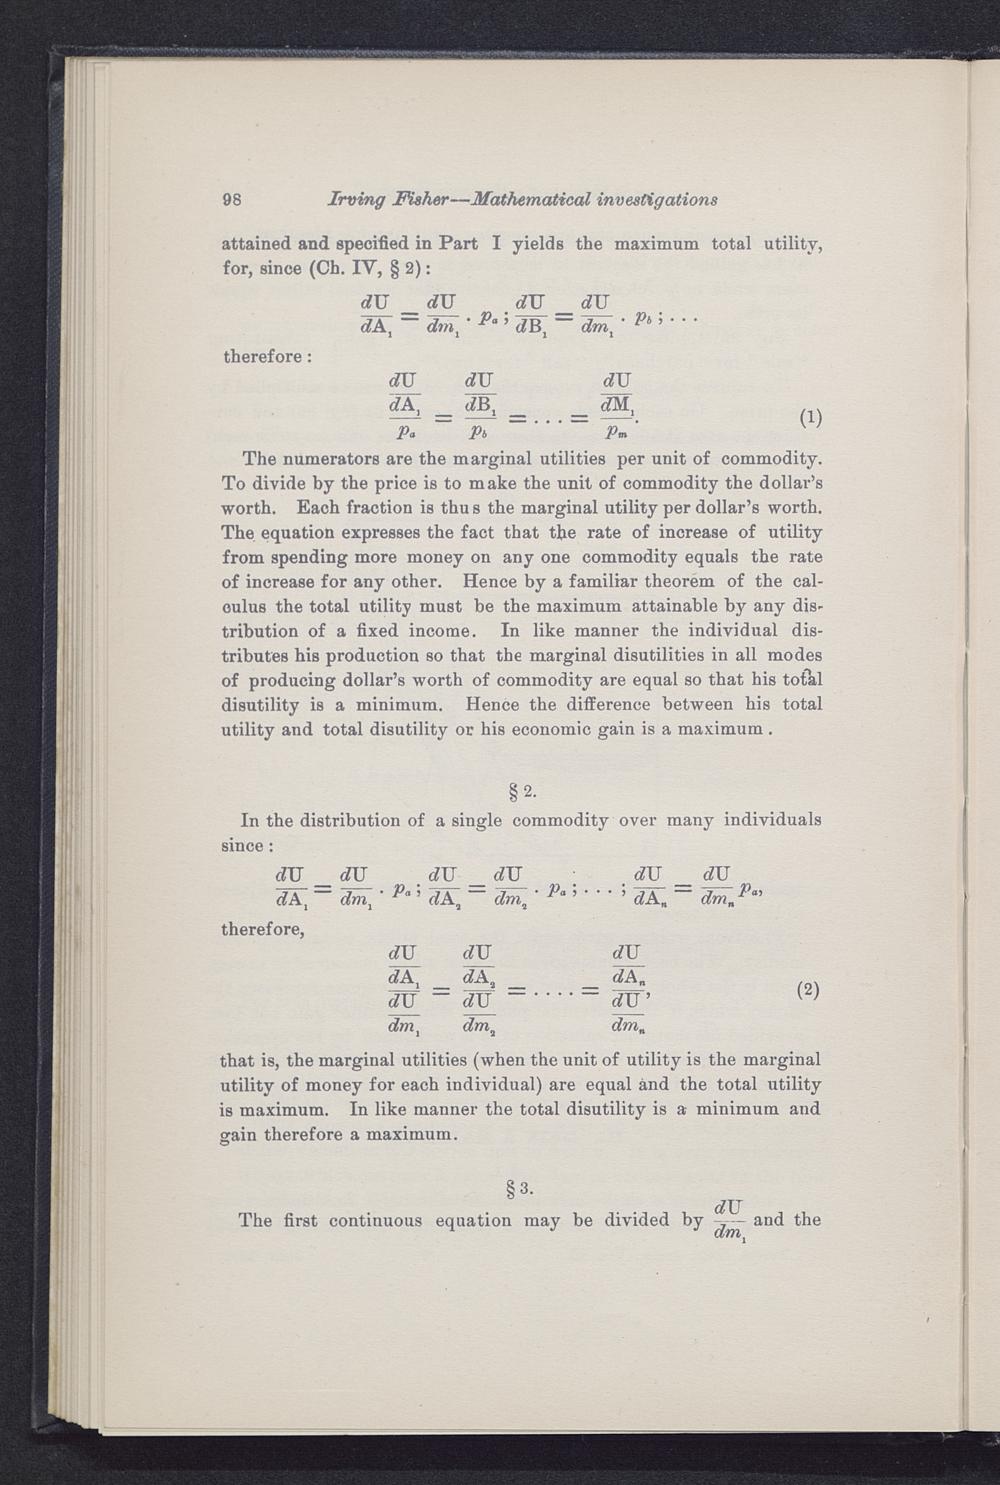 98 Irving Fisher—Mathematical investigations
attained and specified in Part I yields the maximum total utility,
for, since (Ch. IV, § 2):
dU/dA₁ = dU/dm₁ · pₐ ; dU/dB₁ = dU/dm₁ · p_b ; . . .
therefore :
(dU/dA₁)/pₐ = (dU/dB₁)/p_b = . . . = (dU/dM₁)/pₘ. (1)
The numerators are the marginal utilities per unit of commodity.
To divide by the price is to make the unit of commodity the dollar's
worth. Each fraction is thus the marginal utility per dollar's worth.
The equation expresses the fact that the rate of increase of utility
from spending more money on any one commodity equals the rate
of increase for any other. Hence by a familiar theorem of the cal-
culus the total utility must be the maximum attainable by any dis-
tribution of a fixed income. In like manner the individual dis-
tributes his production so that the marginal disutilities in all modes
of producing dollar's worth of commodity are equal so that his total
disutility is a minimum. Hence the difference between his total
utility and total disutility or his economic gain is a maximum .
§ 2.
In the distribution of a single commodity over many individuals
since :
dU/dA₁ = dU/dm₁ · pₐ ; dU/dA₂ = dU/dm₂ · pₐ ; . . . ; dU/dAₙ = dU/dmₙ pₐ,
therefore,
(dU/dA₁)/(dU/dm₁) = (dU/dA₂)/(dU/dm₂) = . . . . = (dU/dAₙ)/(dU/dmₙ), (2)
that is, the marginal utilities (when the unit of utility is the marginal
utility of money for each individual) are equal and the total utility
is maximum. In like manner the total disutility is a minimum and
gain therefore a maximum.
§ 3.
The first continuous equation may be divided by dU/dm₁ and the